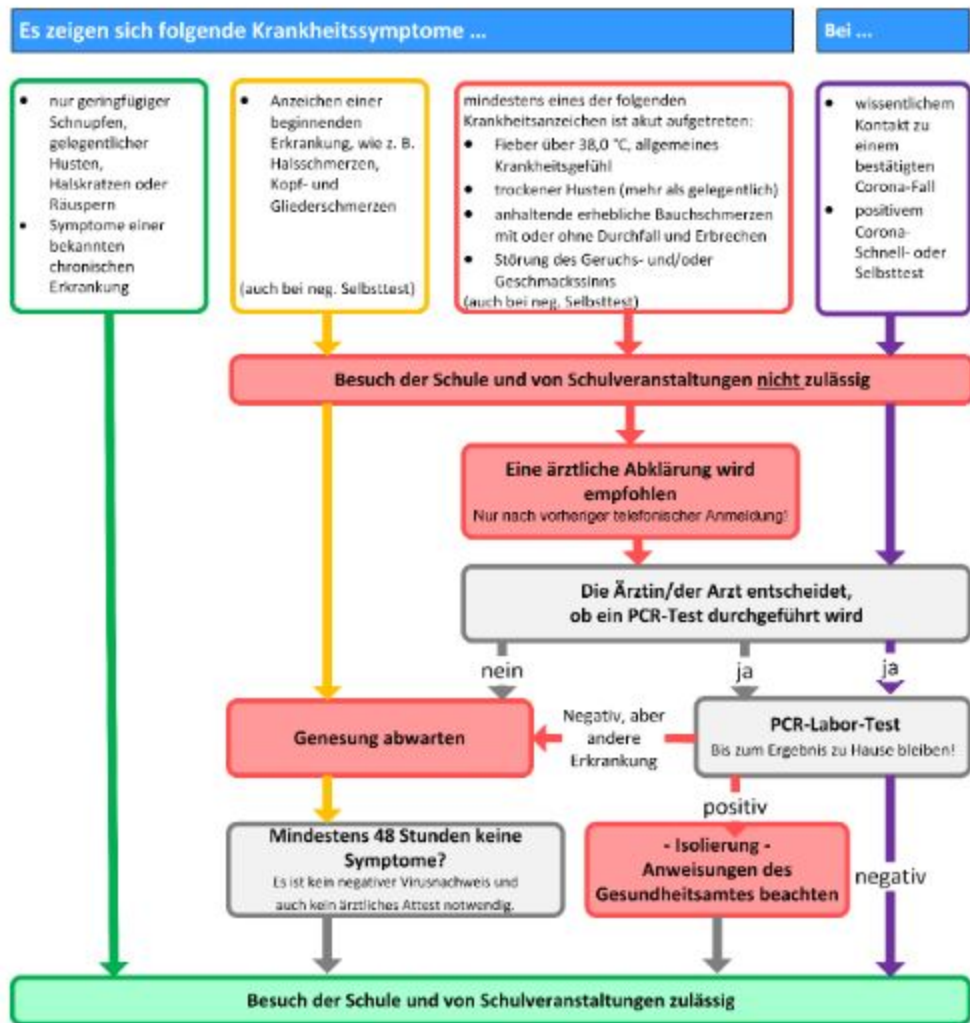 Es zeigen sich folgende Krankheitssymptome ...
Bei ...
• nur geringfügiger
Schnupfen,
gelegentlicher
Husten,
Halskratzen oder
Räuspern
• Symptome einer
bekannten
chronischen
Erkrankung
• Anzeichen einer
beginnenden
Erkrankung, wie z. B.
Halsschmerzen,
Kopf- und
Gliederschmerzen
(auch bei neg. Selbsttest)
mindestens eines der folgenden
Krankheitsanzeichen ist akut aufgetreten:
• Fieber über 38,0 °C, allgemeines
Krankheitsgefühl
• trockener Husten (mehr als gelegentlich)
• anhaltende erhebliche Bauchschmerzen
mit oder ohne Durchfall und Erbrechen
• Störung des Geruchs- und/oder
Geschmackssinns
(auch bei neg. Selbsttest)
• wissentlichem
Kontakt zu
einem
bestätigten
Corona-Fall
• positivem
Corona-
Schnell- oder
Selbsttest
Besuch der Schule und von Schulveranstaltungen nicht zulässig
Eine ärztliche Abklärung wird
empfohlen
Nur nach vorheriger telefonischer Anmeldung!
Die Ärztin/der Arzt entscheidet,
ob ein PCR-Test durchgeführt wird
nein
ja
ja
Genesung abwarten
Negativ, aber
andere
Erkrankung
PCR-Labor-Test
Bis zum Ergebnis zu Hause bleiben!
positiv
Mindestens 48 Stunden keine
Symptome?
Es ist kein negativer Virusnachweis und
auch kein ärztliches Attest notwendig.
- Isolierung -
Anweisungen des
Gesundheitsamtes beachten
negativ
Besuch der Schule und von Schulveranstaltungen zulässig